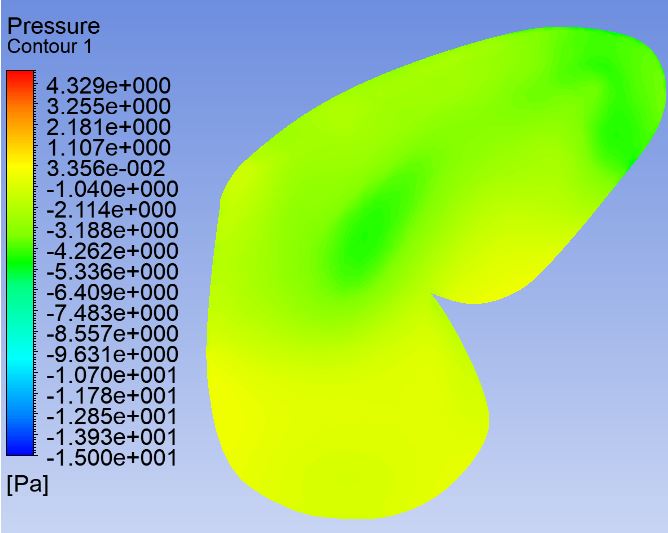 Pressure
Contour 1
4.329e+000
3.255e+000
2.181e+000
1.107e+000
3.356e-002
-1.040e+000
-2.114e+000
-3.188e+000
-4.262e+000
-5.336e+000
-6.409e+000
-7.483e+000
-8.557e+000
-9.631e+000
-1.070e+001
-1.178e+001
-1.285e+001
-1.393e+001
-1.500e+001
[Pa]